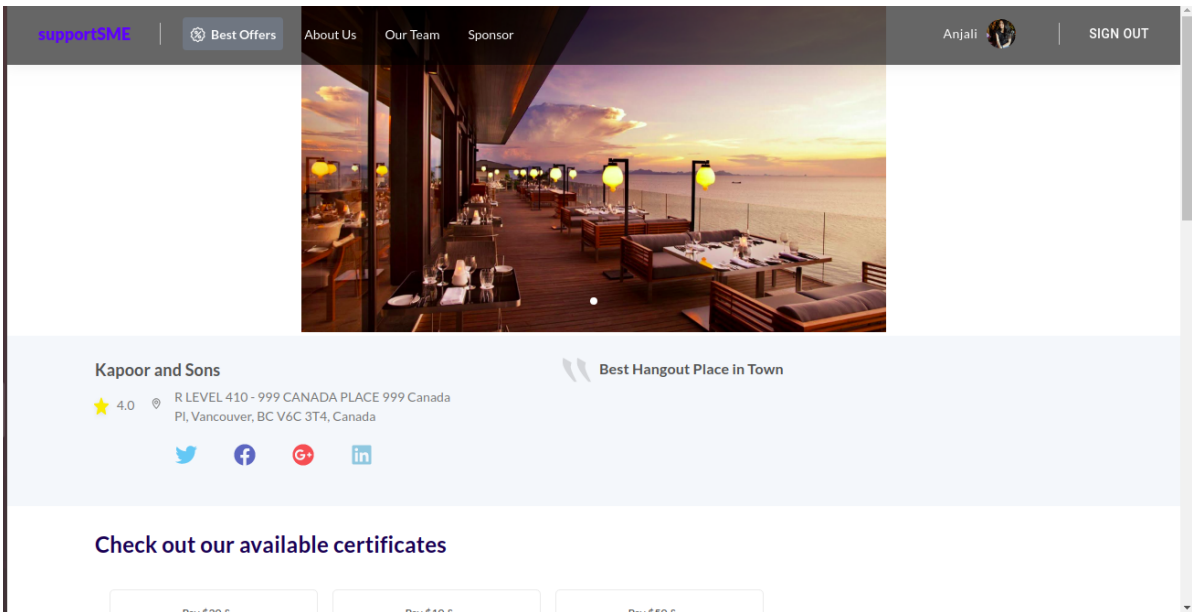 supportSME
Best Offers
About Us
Our Team
Sponsor
Anjali
SIGN OUT
Kapoor and Sons
4.0
R LEVEL 410 - 999 CANADA PLACE 999 Canada
Pl, Vancouver, BC V6C 3T4, Canada
Best Hangout Place in Town
G+
in
Check out our available certificates